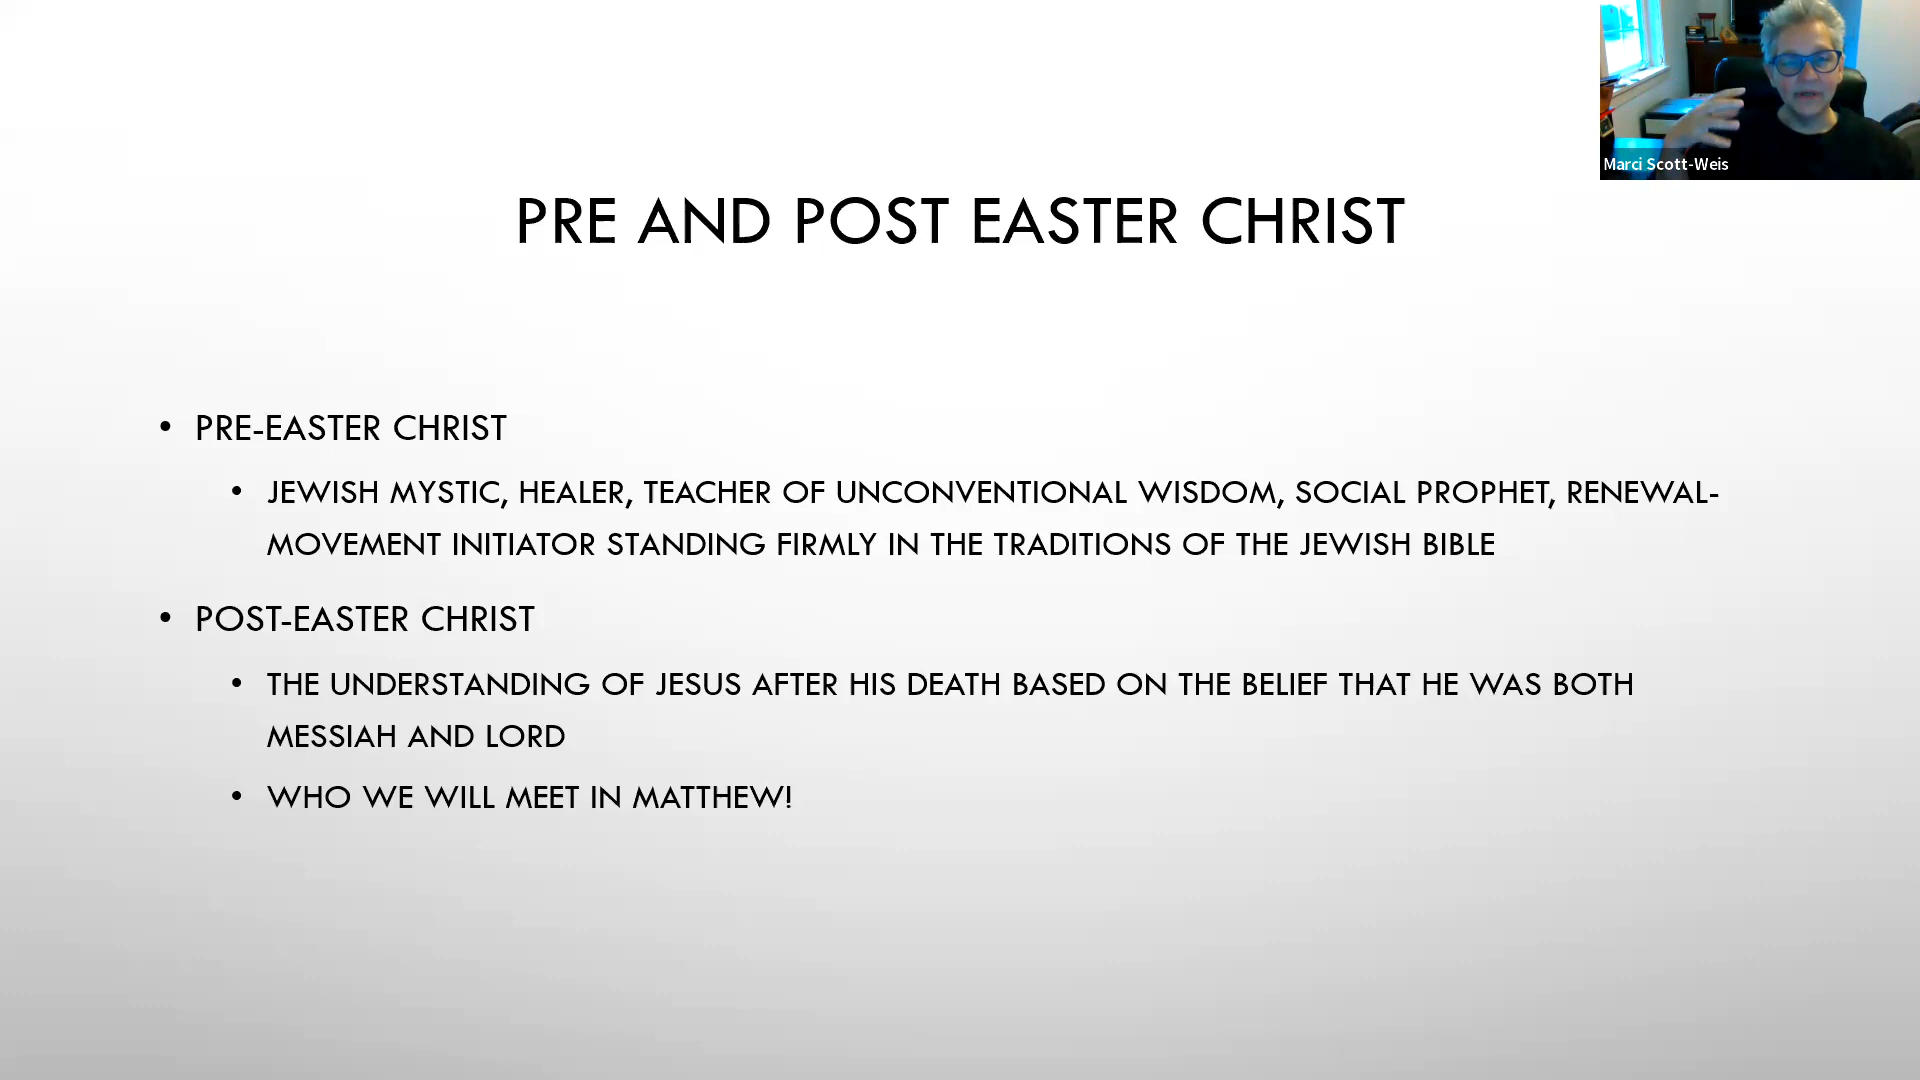 Marci Scott-Weis
PRE AND POST EASTER CHRIST
• PRE-EASTER CHRIST
• JEWISH MYSTIC, HEALER, TEACHER OF UNCONVENTIONAL WISDOM, SOCIAL PROPHET, RENEWAL-
MOVEMENT INITIATOR STANDING FIRMLY IN THE TRADITIONS OF THE JEWISH BIBLE
• POST-EASTER CHRIST
• THE UNDERSTANDING OF JESUS AFTER HIS DEATH BASED ON THE BELIEF THAT HE WAS BOTH
MESSIAH AND LORD
• WHO WE WILL MEET IN MATTHEW!